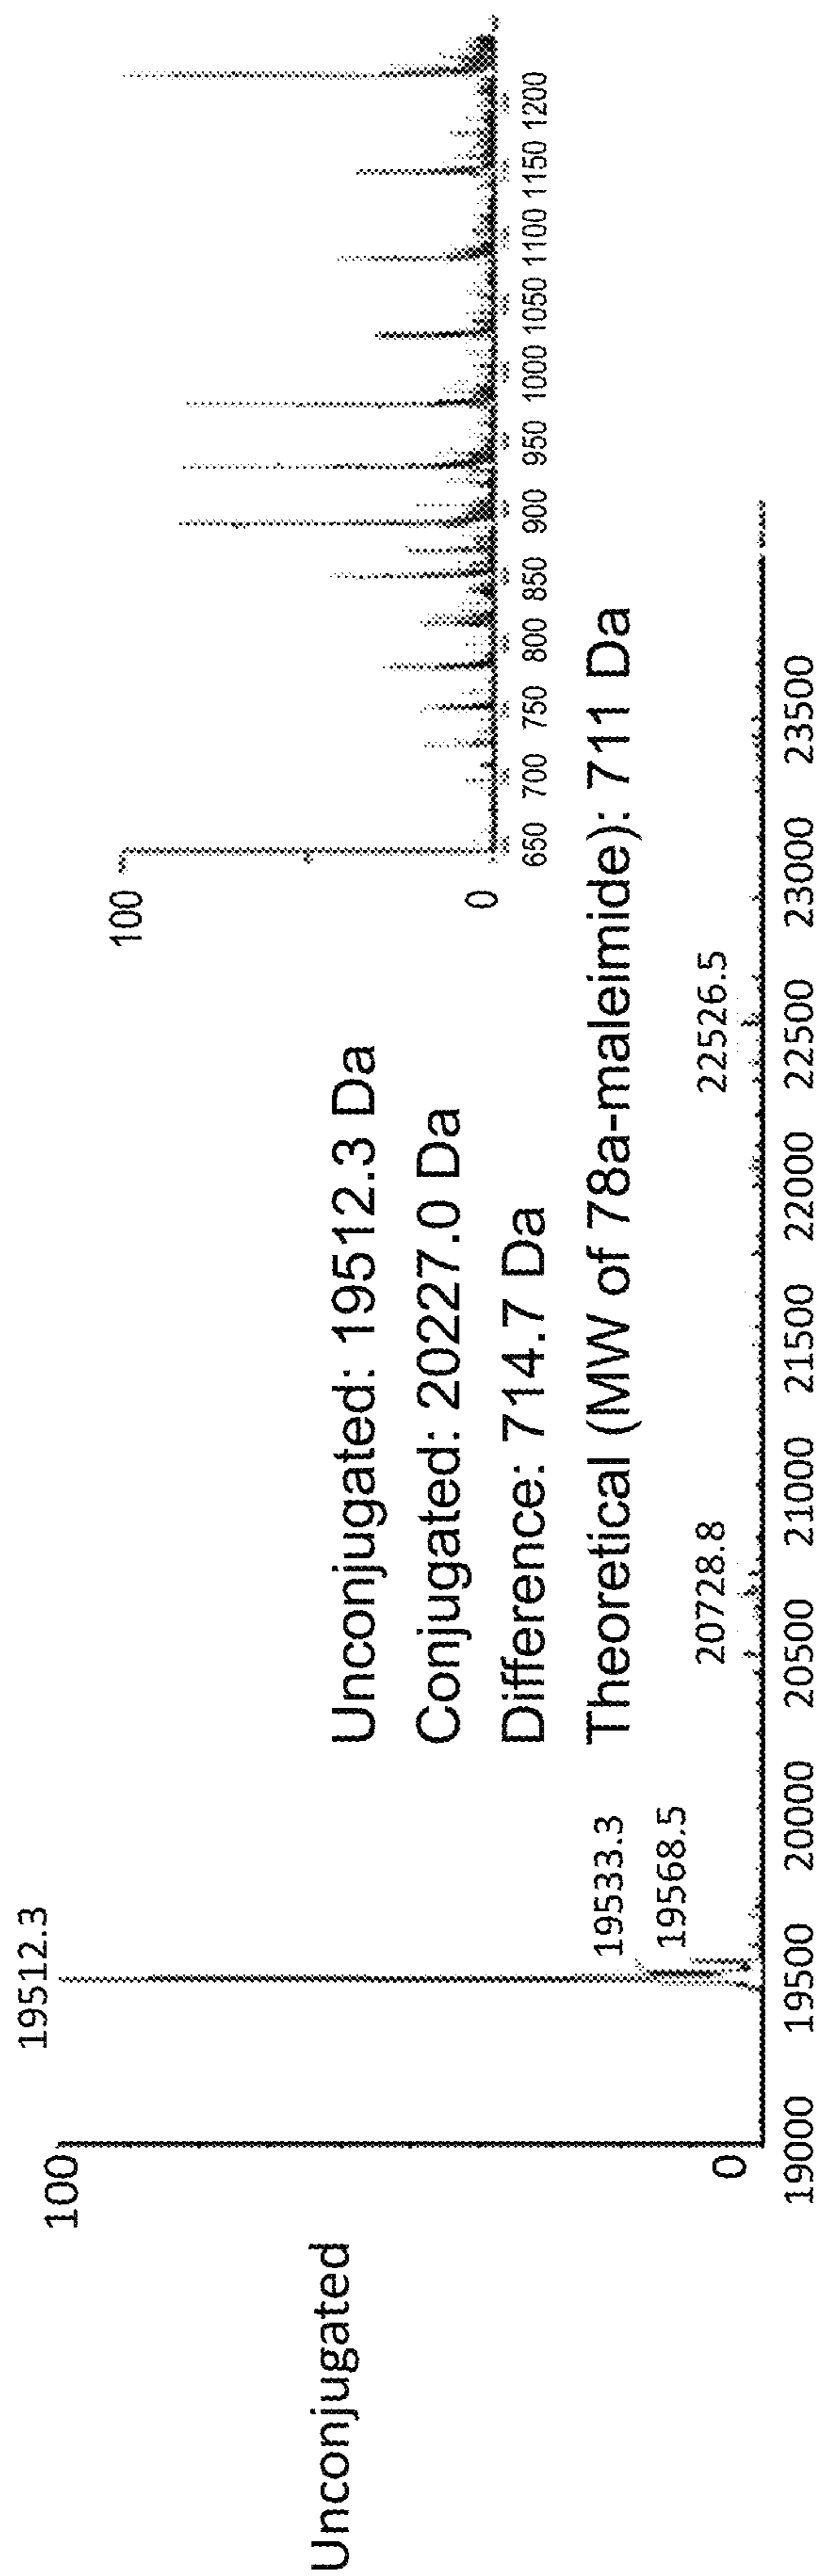 Unconjugated
100
0
19512.3
19533.3
19568.5
20728.8
22526.5
19000 19500 20000 20500 21000 21500 22000 22500 23000 23500
Unconjugated: 19512.3 Da
Conjugated: 20227.0 Da
Difference: 714.7 Da
Theoretical (MW of 78a-maleimide): 711 Da
100
0
650 700 750 800 850 900 950 1000 1050 1100 1150 1200